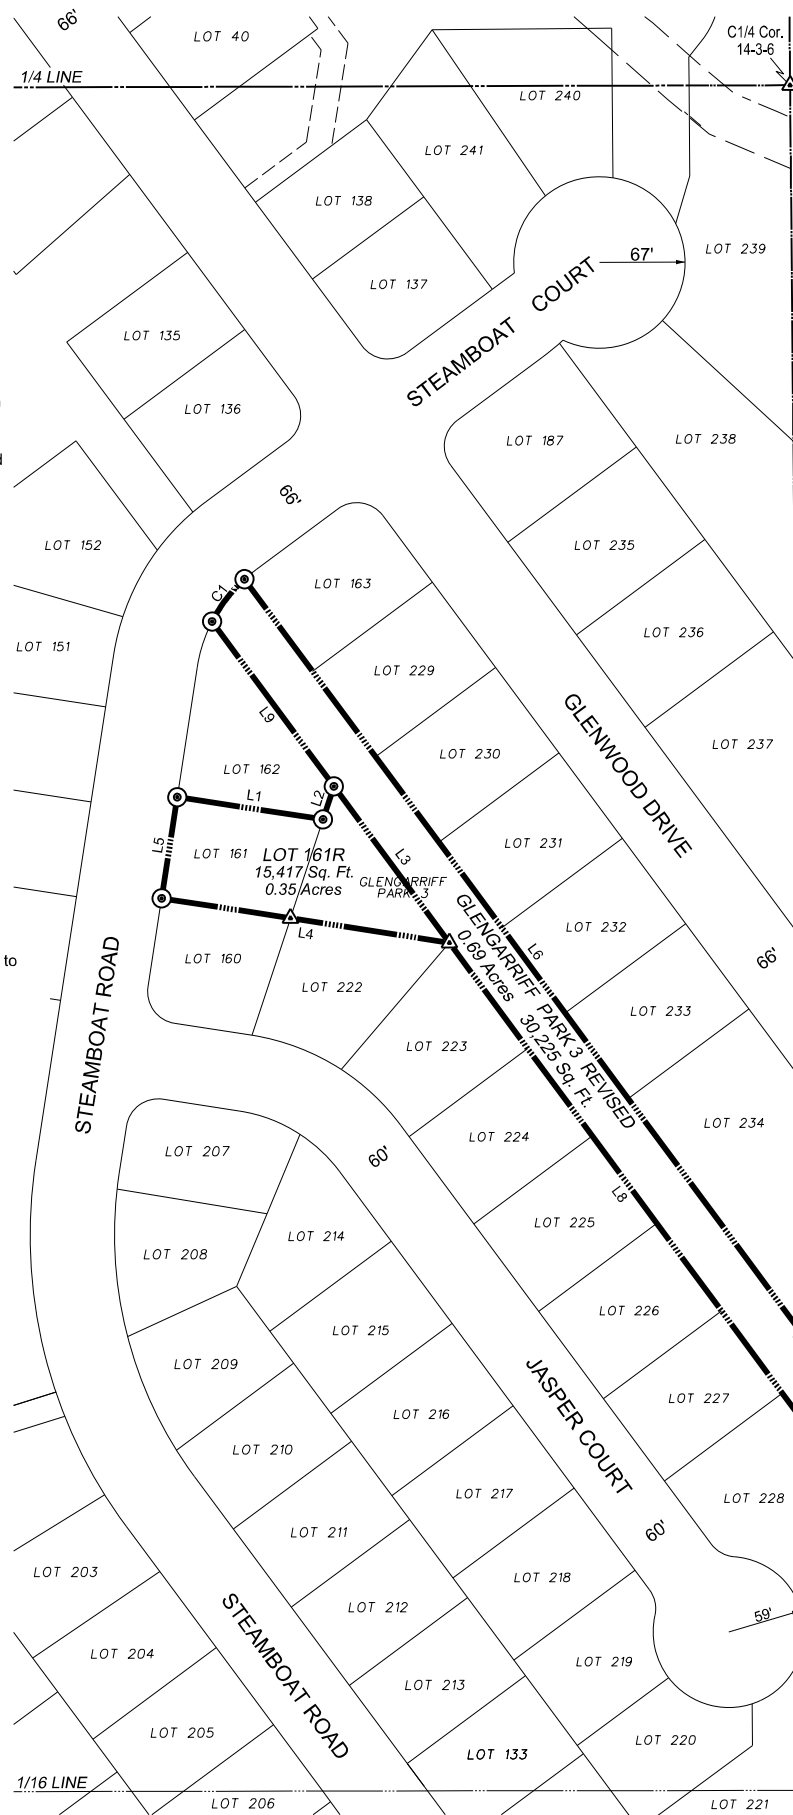 66'
LOT 40
C1/4 Cor.
14-3-6
1/4 LINE
LOT 240
LOT 241
LOT 138
LOT 239
67'
LOT 137
STEAMBOAT COURT
LOT 135
LOT 136
LOT 187
LOT 238
66'
LOT 152
LOT 235
C1
LOT 163
LOT 151
LOT 236
LOT 229
L9
GLENWOOD DRIVE
LOT 237
LOT 230
LOT 162
L1
L2
L5
LOT 161
LOT 161R
15,417 Sq. Ft.
0.35 Acres
L3
LOT 231
GLENGARRIFF
PARK 3
GLENGARRIFF PARK 3 REVISED
0.69 Acres 30,225 Sq. Ft.
L4
L6
LOT 232
66'
to
LOT 160
LOT 222
LOT 233
STEAMBOAT ROAD
LOT 223
LOT 234
LOT 224
LOT 207
60'
L8
LOT 225
LOT 214
LOT 208
LOT 226
LOT 215
LOT 209
JASPER COURT
LOT 227
LOT 216
LOT 210
LOT 217
LOT 228
LOT 211
60'
LOT 203
LOT 218
LOT 212
59'
STEAMBOAT ROAD
LOT 204
LOT 219
LOT 213
LOT 205
LOT 220
LOT 133
1/16 LINE
LOT 206
LOT 221